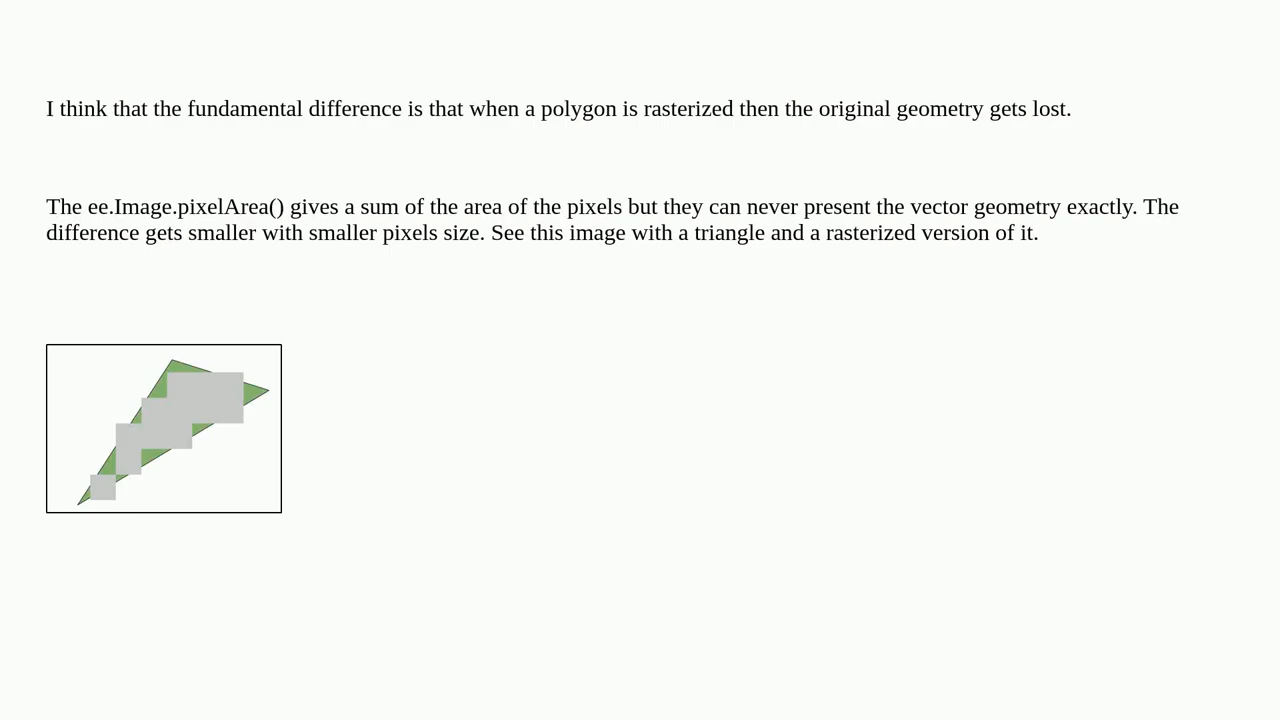 I think that the fundamental difference is that when a polygon is rasterized then the original geometry gets lost.
The ee.Image.pixelArea() gives a sum of the area of the pixels but they can never present the vector geometry exactly. The
difference gets smaller with smaller pixels size. See this image with a triangle and a rasterized version of it.